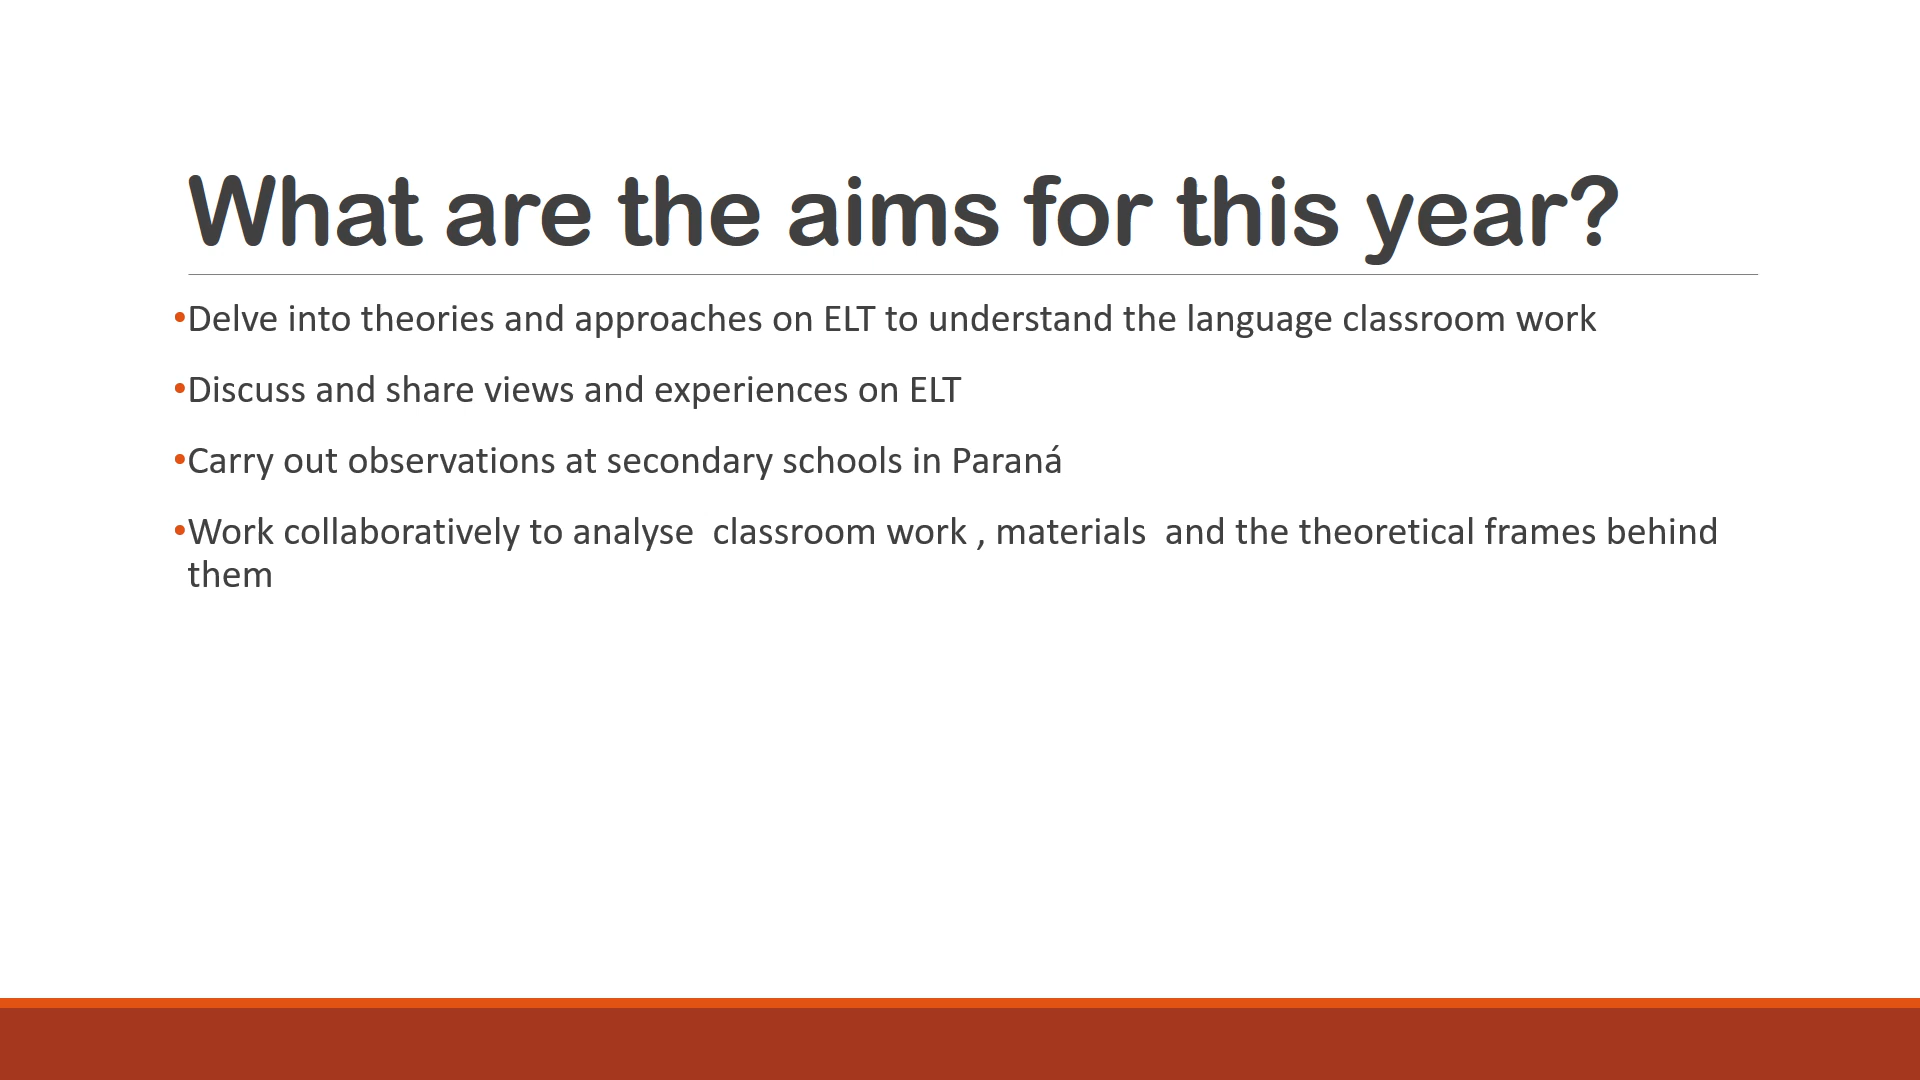 What are the aims for this year?
•Delve into theories and approaches on ELT to understand the language classroom work
•Discuss and share views and experiences on ELT
•Carry out observations at secondary schools in Paraná
•Work collaboratively to analyse  classroom work , materials  and the theoretical frames behind
them